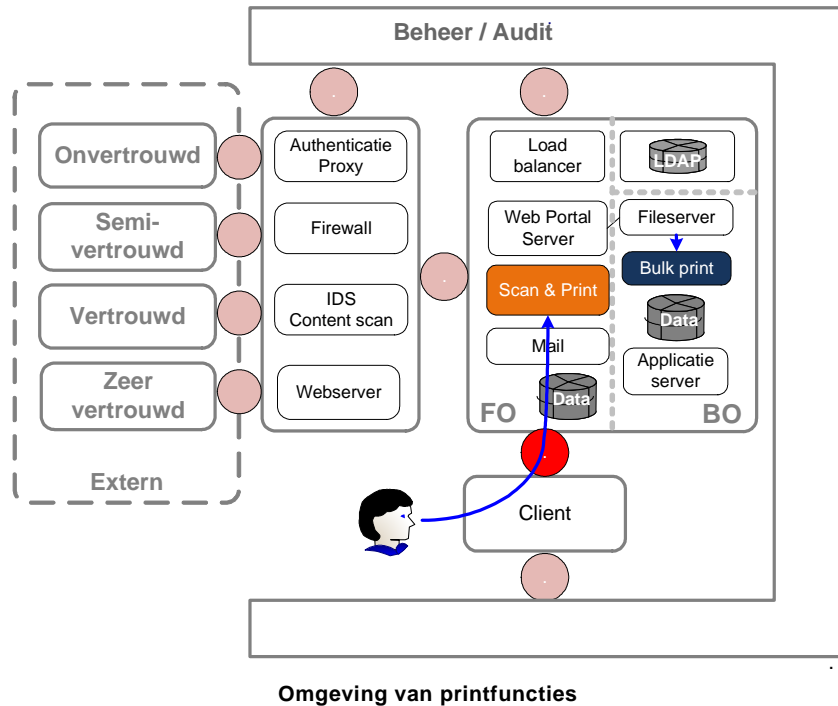 Beheer / Audit
Onvertrouwd
Semi-
vertrouwd
Vertrouwd
Zeer
vertrouwd
Extern
Authenticatie
Proxy
Firewall
IDS
Content scan
Webserver
Load
balancer
LDAP
Web Portal
Server
Fileserver
Scan & Print
Bulk print
Mail
Data
Applicatie
server
Data
FO
BO
Client
Omgeving van printfuncties